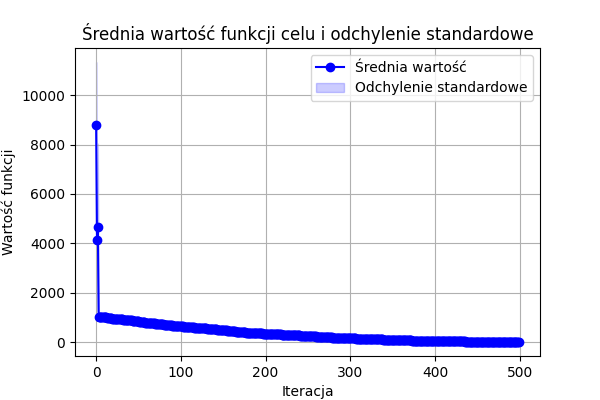 Średnia wartość funkcji celu i odchylenie standardowe
Średnia wartość
Odchylenie standardowe
Wartość funkcji
10000
8000
6000
4000
2000
0
0 100 200 300 400 500
Iteracja